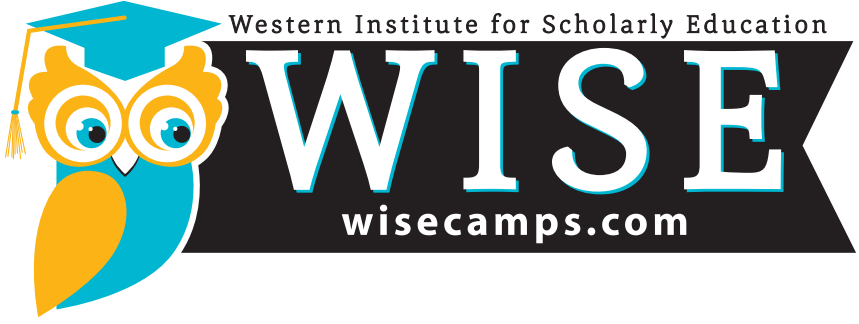 Western Institute for Scholarly Education
WISE
wisecamps.com